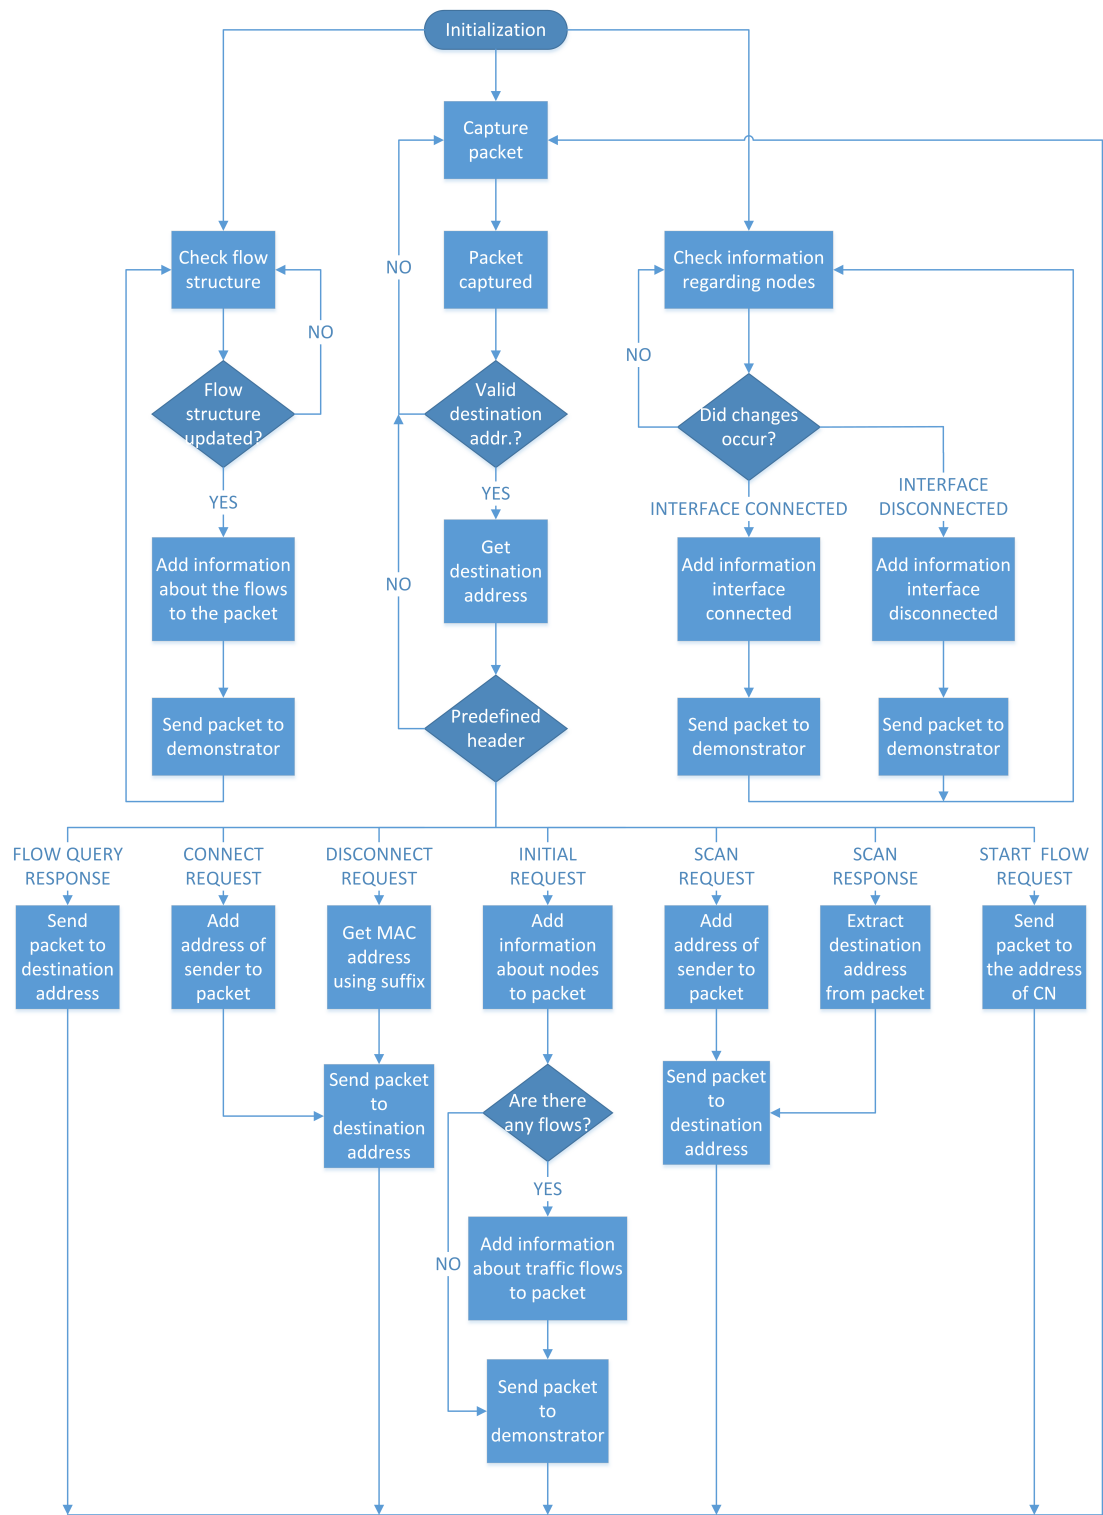 Initialization
Capture
packet
Check flow
structure
NO
Packet
captured
Check information
regarding nodes
NO
NO
Flow
structure
updated?
Valid
destination
addr.?
Did changes
occur?
YES
YES
INTERFACE CONNECTED
INTERFACE
DISCONNECTED
Add information
about the flows
to the packet
NO
Get
destination
address
Add information
interface
connected
Add information
interface
disconnected
Send packet to
demonstrator
Predefined
header
Send packet to
demonstrator
Send packet to
demonstrator
FLOW QUERY
RESPONSE
CONNECT
REQUEST
DISCONNECT
REQUEST
INITIAL
REQUEST
SCAN
REQUEST
SCAN
RESPONSE
START FLOW
REQUEST
Send
packet to
destination
address
Add
address of
sender to
packet
Get MAC
address
using suffix
Add
information
about nodes
to packet
Add
address of
sender to
packet
Extract
destination
address
from packet
Send
packet to
the address
of CN
Send packet
to
destination
address
Are there
any flows?
Send packet
to
destination
address
YES
NO
Add information
about traffic flows
to packet
Send packet
to
demonstrator